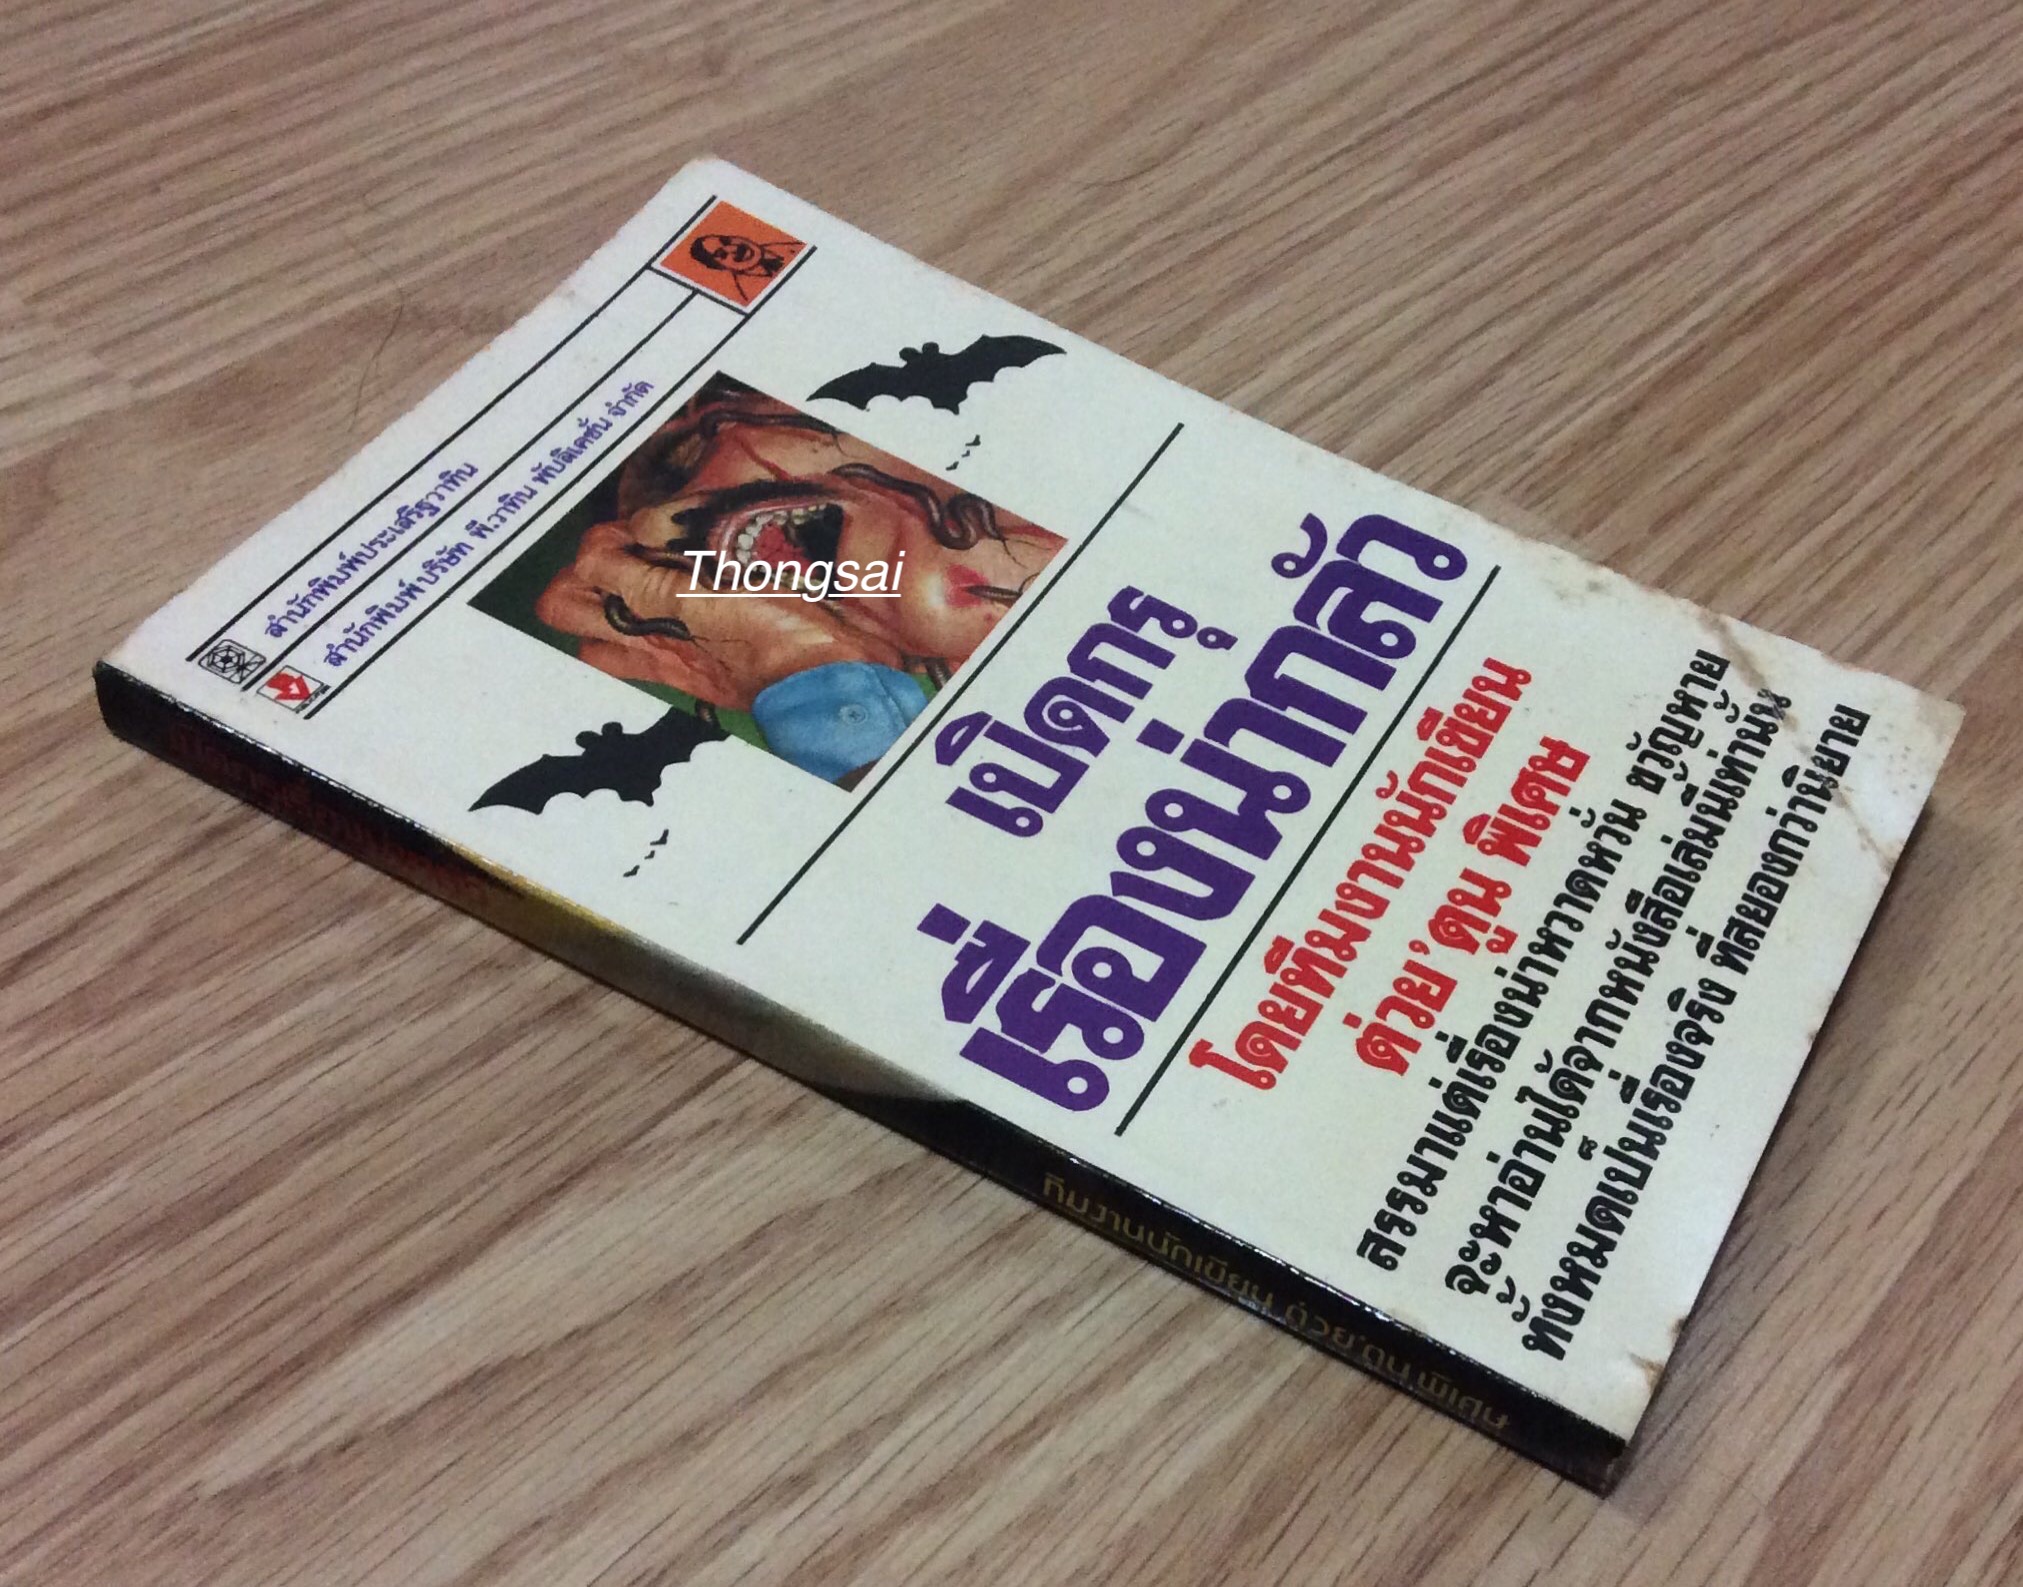 สำนักพิมพ์ประเสริฐวาทิน
สำนักพิมพ์ บริษัท พี.วาทิน พับลิเคชั่น จำกัด
Thongsai
เปิดกรุ
เรื่องน่ากลัว
โดยทีมงานนักเขียน
ต่วย'ตูน พิเศษ
สรรมาแต่เรื่องน่าหวาดหวั่น ขวัญหาย
จะหาอ่านได้จากหนังสือเล่มนี้เท่านั้น
ทั้งหมดเป็นเรื่องจริง ที่สยองกว่านิยาย
ทีมงานนักเขียน ต่วย'ตูน พิเศษ